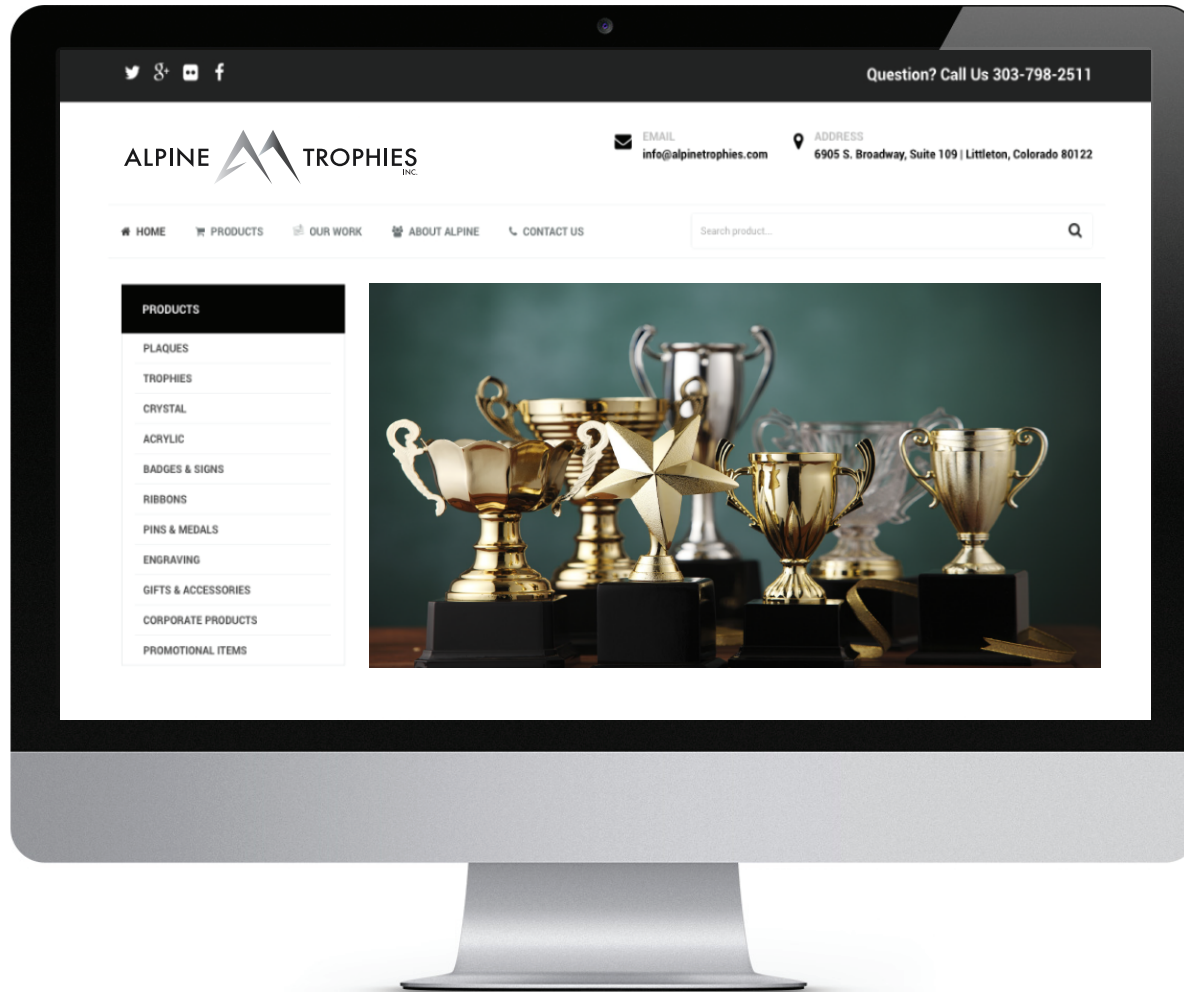 Question? Call Us 303-798-2511
ALPINE TROPHIES
INC.
EMAIL
info@alpinetrophies.com
ADDRESS
6905 S. Broadway, Suite 109 | Littleton, Colorado 80122
HOME PRODUCTS OUR WORK ABOUT ALPINE CONTACT US
Search product...
PRODUCTS
PLAQUES
TROPHIES
CRYSTAL
ACRYLIC
BADGES & SIGNS
RIBBONS
PINS & MEDALS
ENGRAVING
GIFTS & ACCESSORIES
CORPORATE PRODUCTS
PROMOTIONAL ITEMS